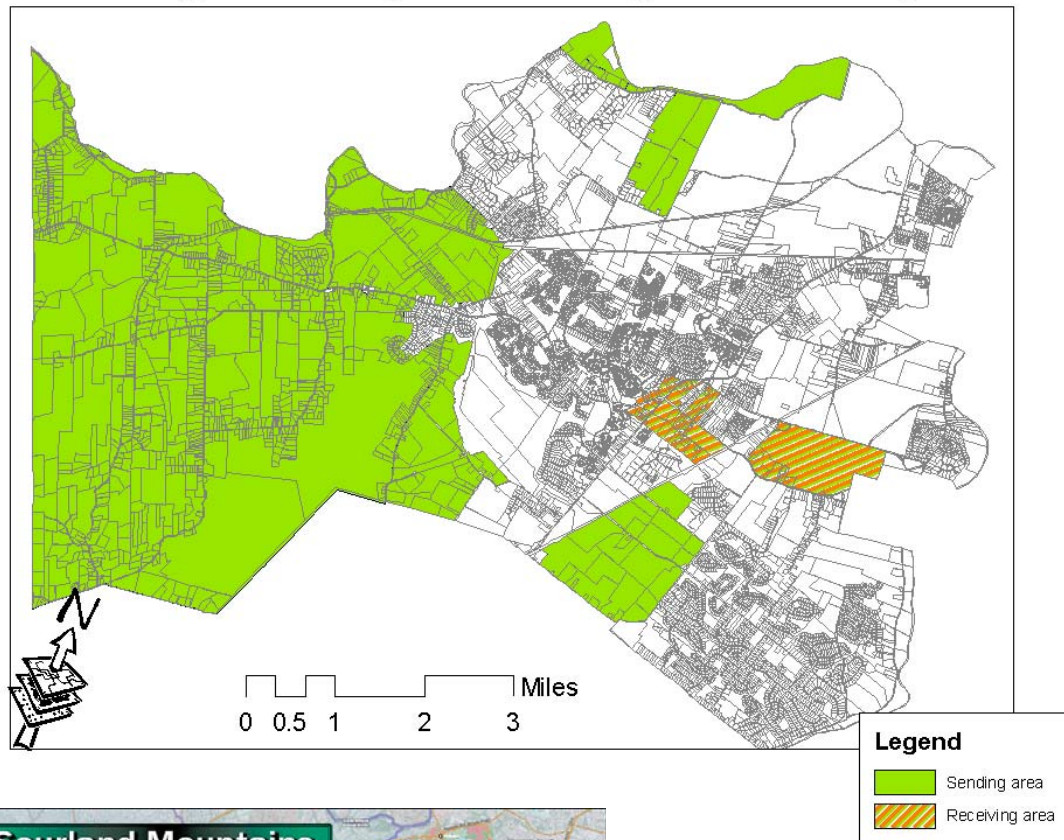 N
Miles
0 0.5 1 2 3
Legend
Sending area
Receiving area
Sourland Mountains